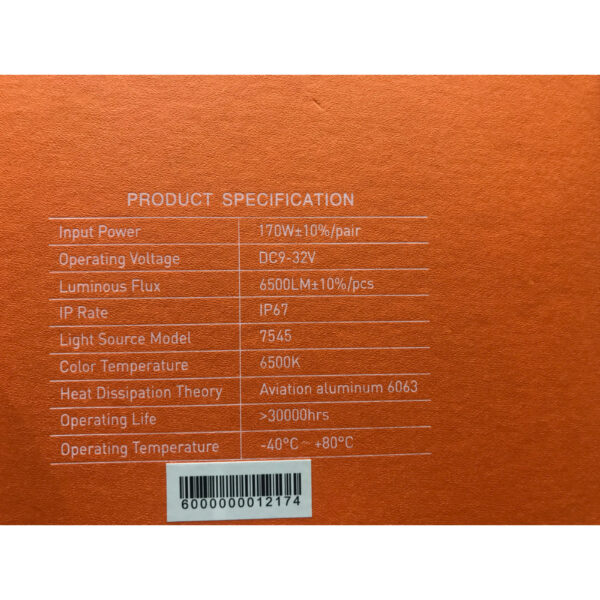 PRODUCT SPECIFICATION
Input Power 170W±10%/pair
Operating Voltage DC9-32V
Luminous Flux 6500LM±10%/pcs
IP Rate IP67
Light Source Model 7545
Color Temperature 6500K
Heat Dissipation Theory Aviation aluminum 6063
Operating Life >30000hrs
Operating Temperature -40°C ~ +80°C
6000000012174